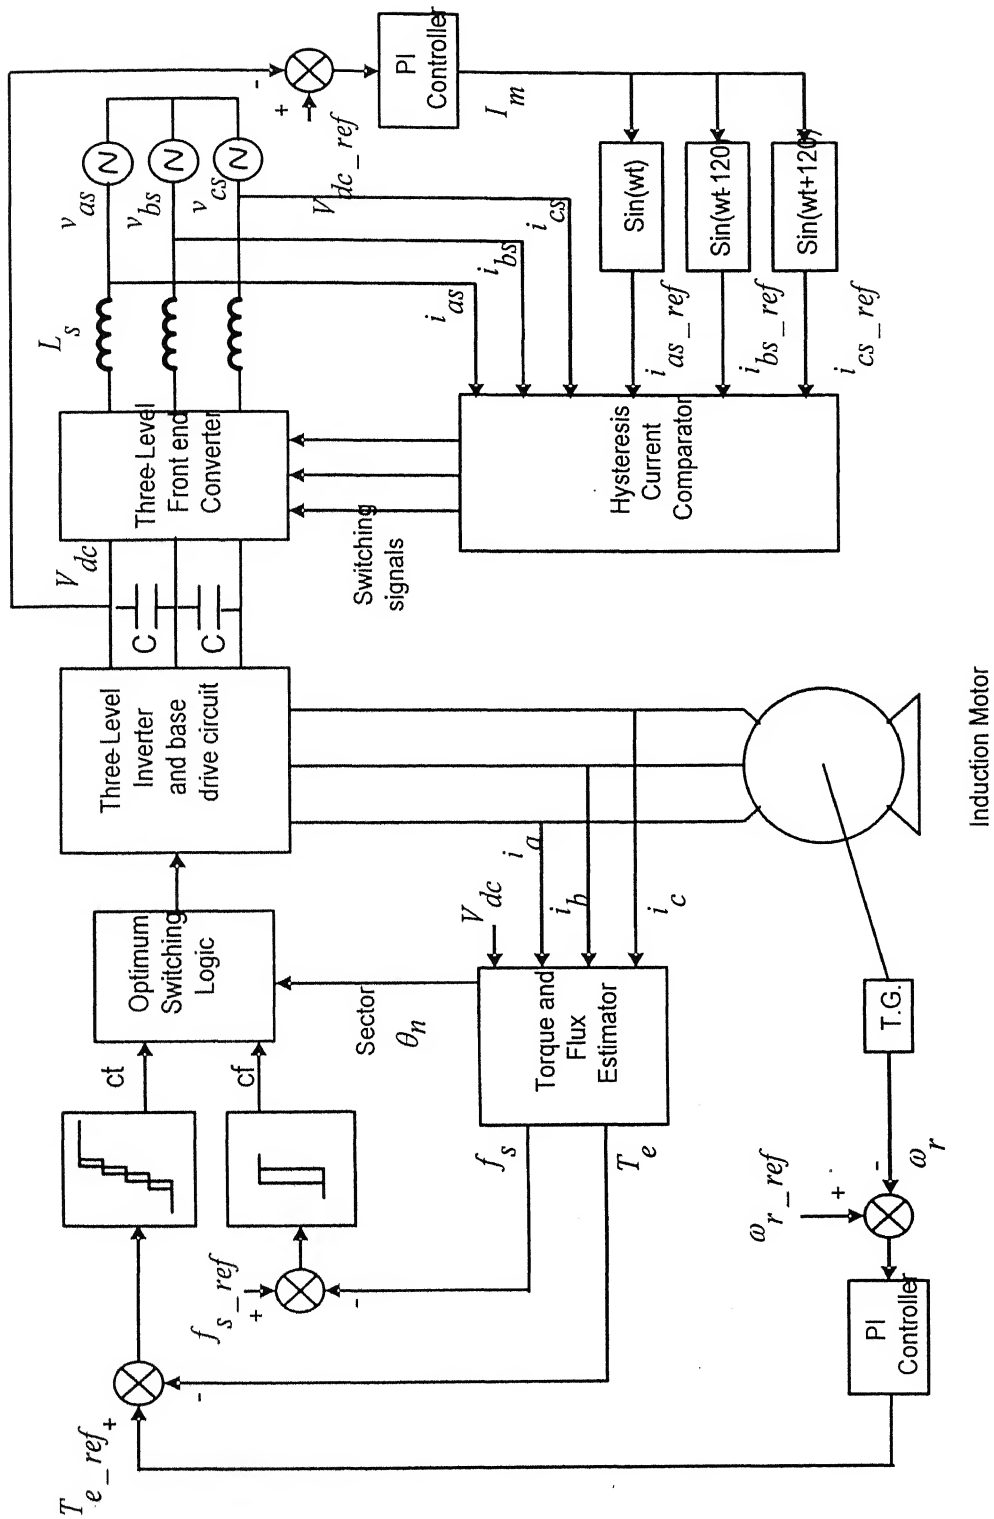 T_e_ref
+
-
f_s_ref
+
-
ct
cf
Optimum
Switching
Logic
Sector
θ_n
f_s
T_e
Torque and
Flux
Estimator
V_dc
i_a
i_b
i_c
Three-Level
Inverter
and base
drive circuit
C
C
V_dc
Three-Level
Front end
Converter
L_s
v_as
v_bs
v_cs
N
N
N
Switching
signals
Hysteresis
Current
Comparator
i_as
i_bs
i_cs
V_dc_ref
+
-
PI
Controller
I_m
Sin(wt)
Sin(wt-120)
Sin(wt+120)
i_as_ref
i_bs_ref
i_cs_ref
PI
Controller
ω_r_ref
+
-
ω_r
T.G.
Induction Motor